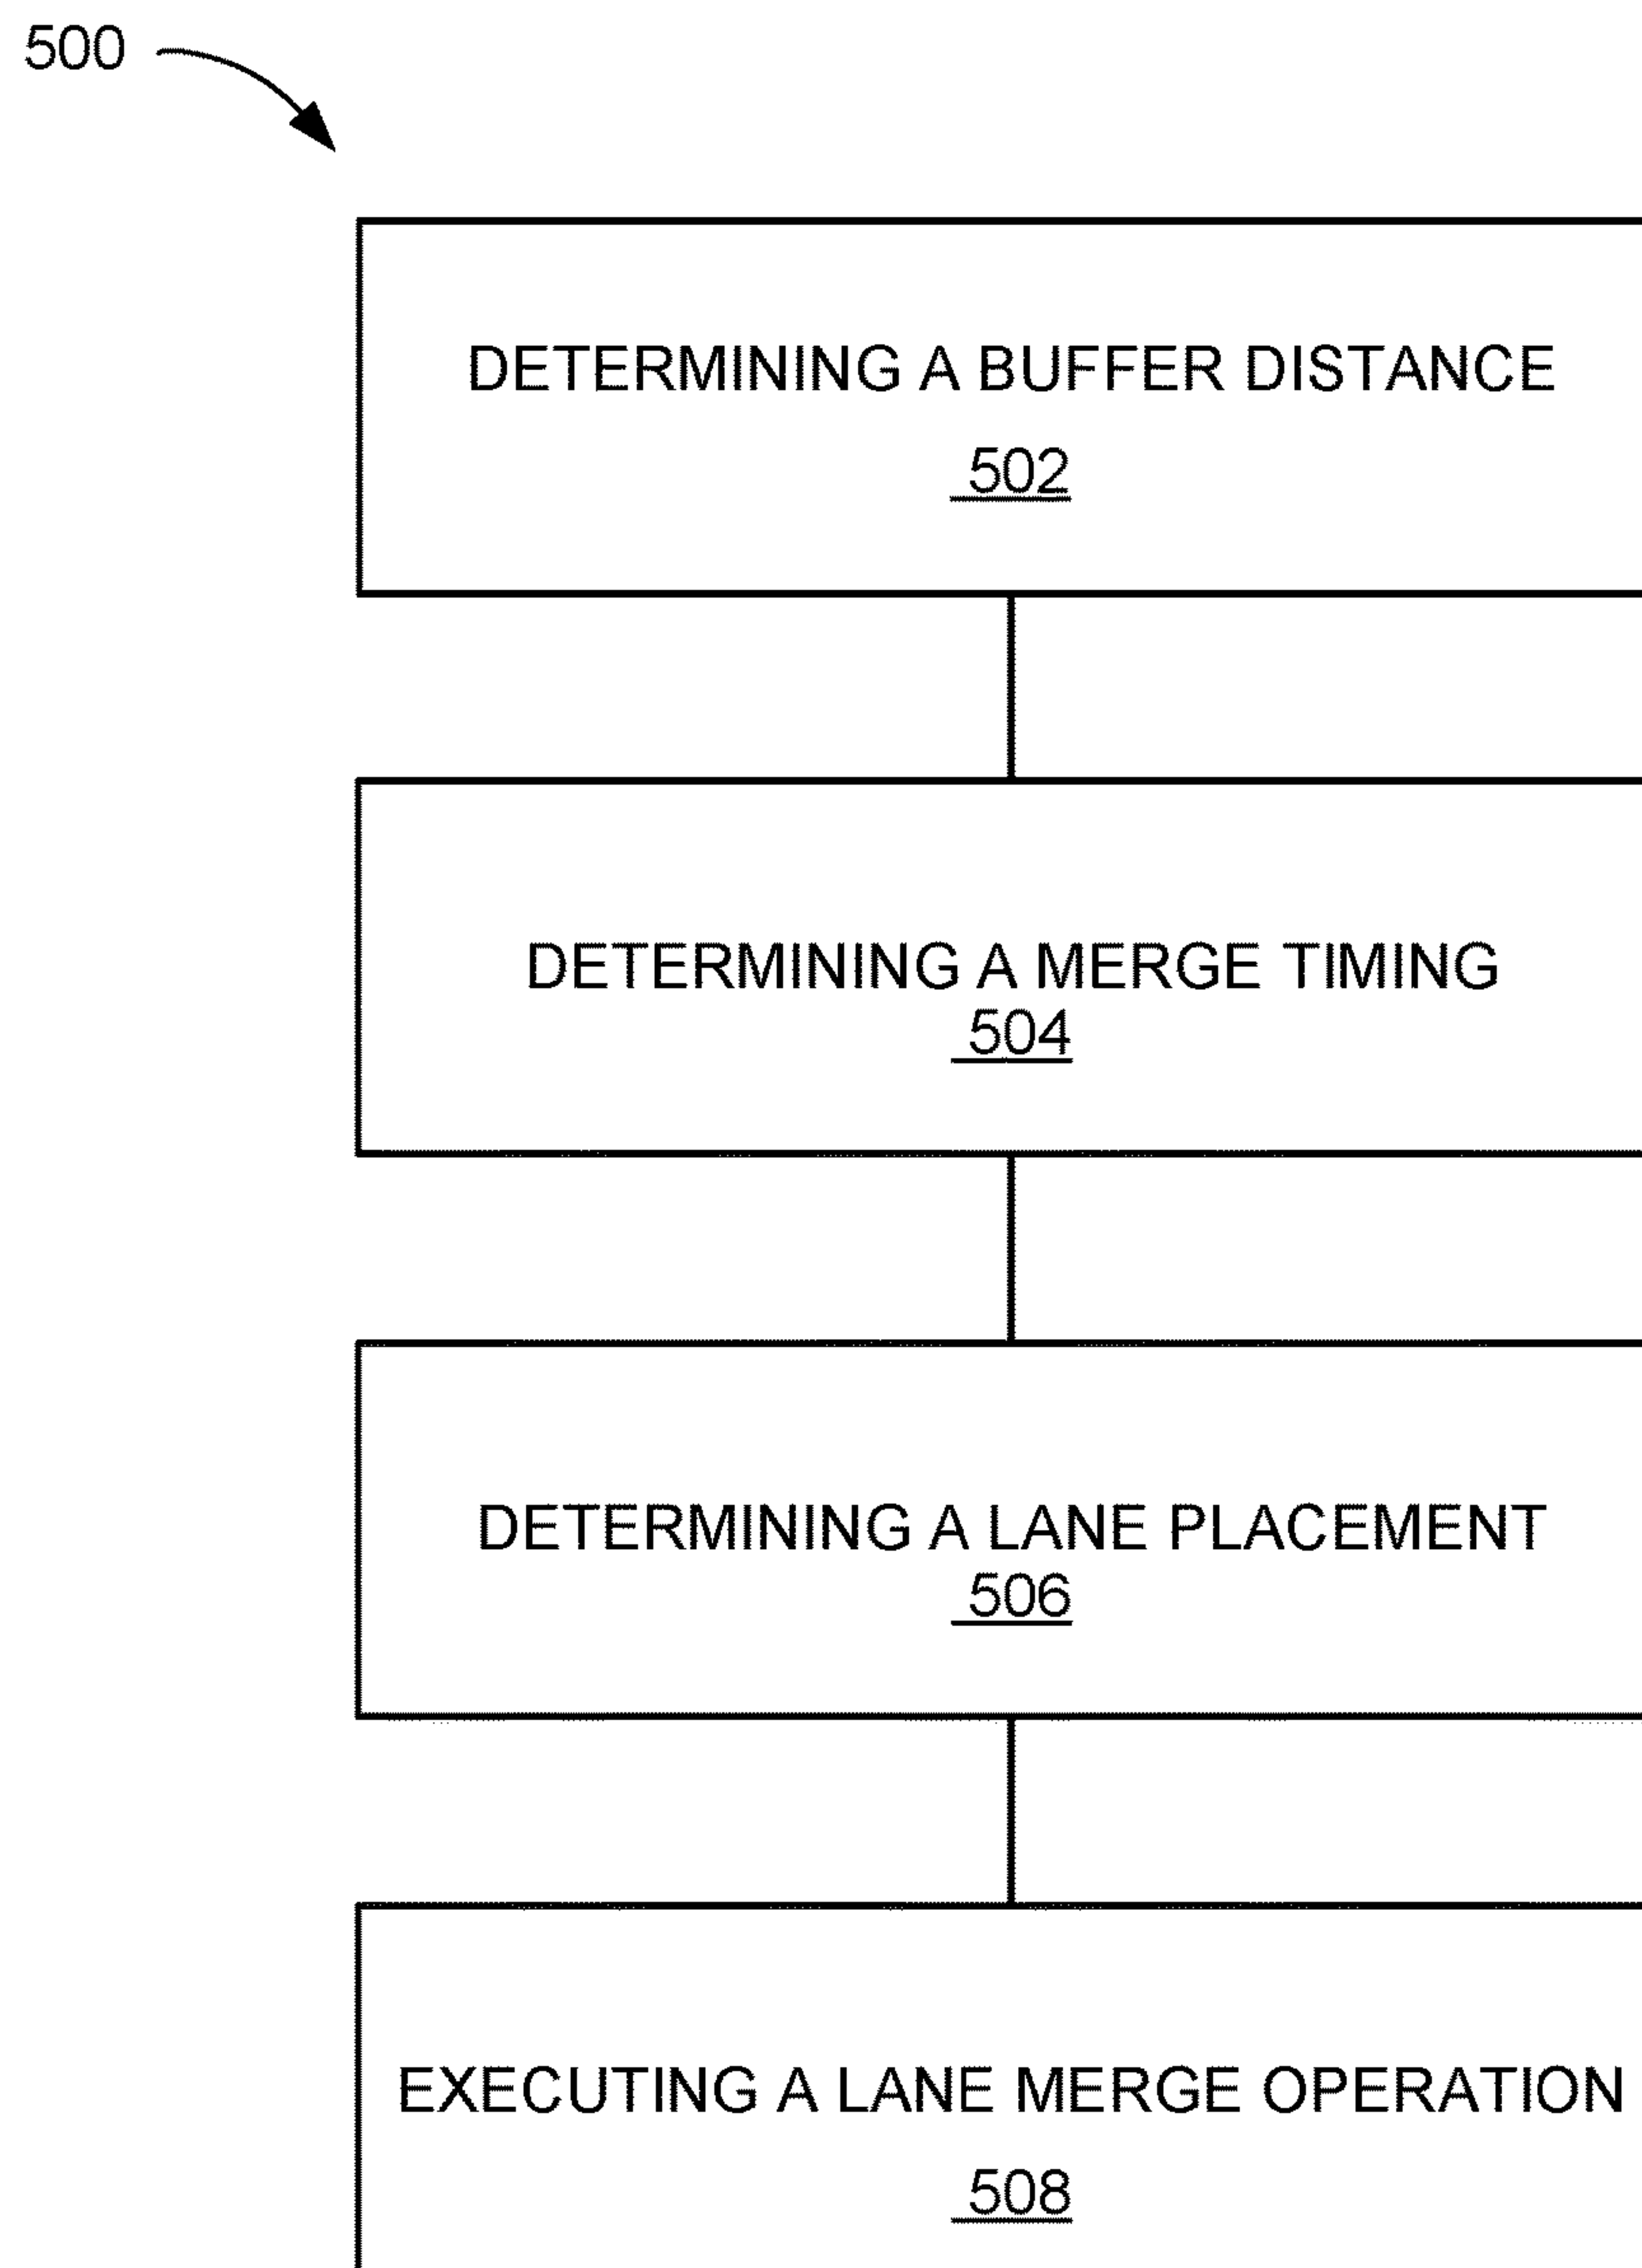 500
DETERMINING A BUFFER DISTANCE
502
DETERMINING A MERGE TIMING
504
DETERMINING A LANE PLACEMENT
506
EXECUTING A LANE MERGE OPERATION
508